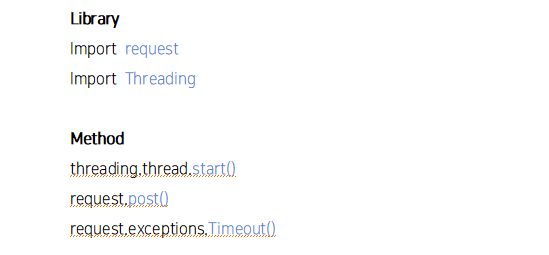 Library
Import request
Import Threading
Method
threading.thread.start()
request.post()
request.exceptions.Timeout()